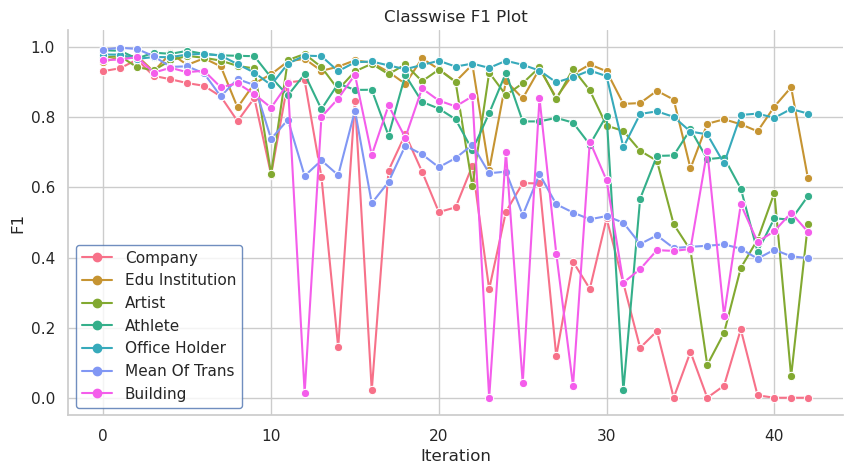 Classwise F1 Plot
1.0
0.8
0.6
0.4
0.2
0.0
F1
Company
Edu Institution
Artist
Athlete
Office Holder
Mean Of Trans
Building
0
10
20
30
40
Iteration